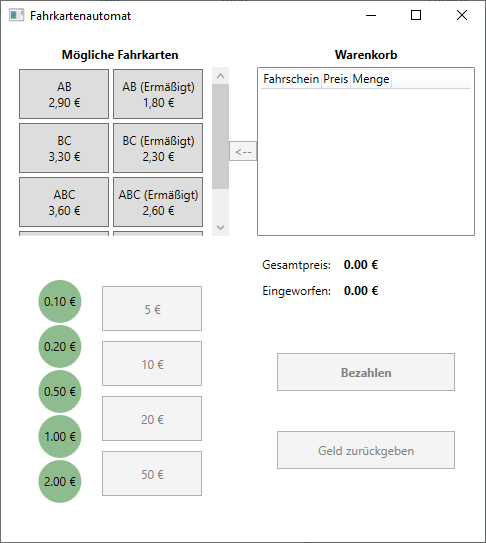 Fahrkartenautomat
Mögliche Fahrkarten
Warenkorb
AB
2,90 €
AB (Ermäßigt)
1,80 €
BC
3,30 €
BC (Ermäßigt)
2,30 €
ABC
3,60 €
ABC (Ermäßigt)
2,60 €
<--
Fahrschein Preis Menge
Gesamtpreis: 0.00 €
Eingeworfen: 0.00 €
0.10 €
0.20 €
0.50 €
1.00 €
2.00 €
5 €
10 €
20 €
50 €
Bezahlen
Geld zurückgeben